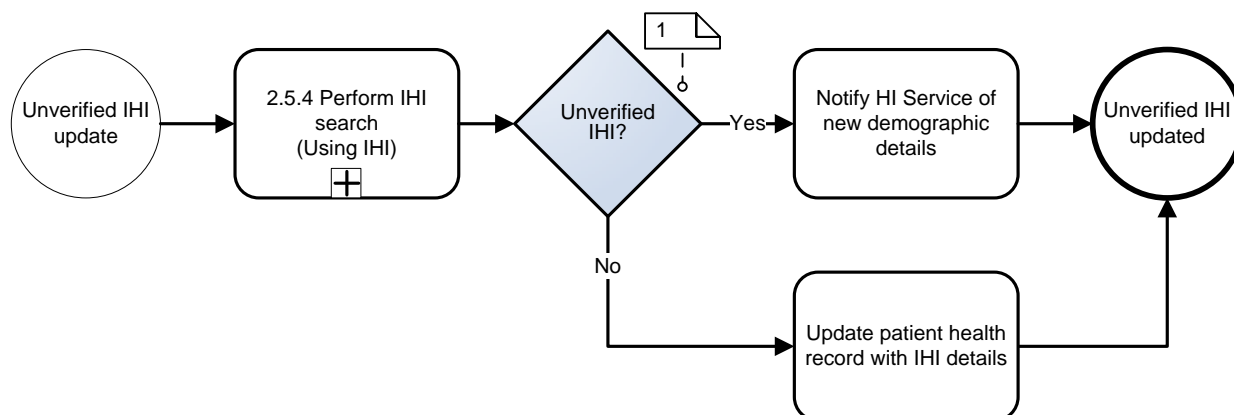 1
Unverified IHI
update
2.5.4 Perform IHI
search
(Using IHI)
Unverified
IHI?
Yes
Notify HI Service of
new demographic
details
Unverified IHI
updated
No
Update patient health
record with IHI details